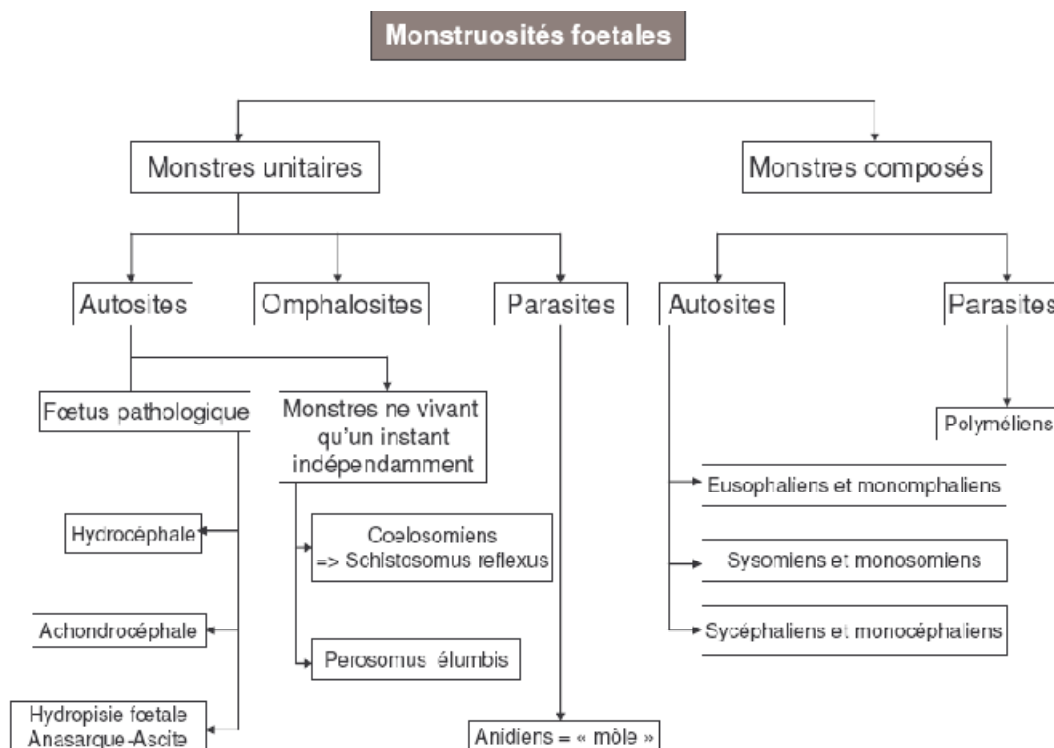 Monstruosités foetales
Monstres unitaires
Monstres composés
Autosites
Omphalosites
Parasites
Autosites
Parasites
Fœtus pathologique
Monstres ne vivant
qu'un instant
indépendamment
Polyméliens
Eusophaliens et monomphaliens
Hydrocéphale
Coelosomiens
=> Schistosomus reflexus
Sysomiens et monosomiens
Achondrocéphale
Sycéphaliens et monocéphaliens
Perosomus élumbis
Hydropisie fœtale
Anasarque-Ascite
Anidiens = « môle »